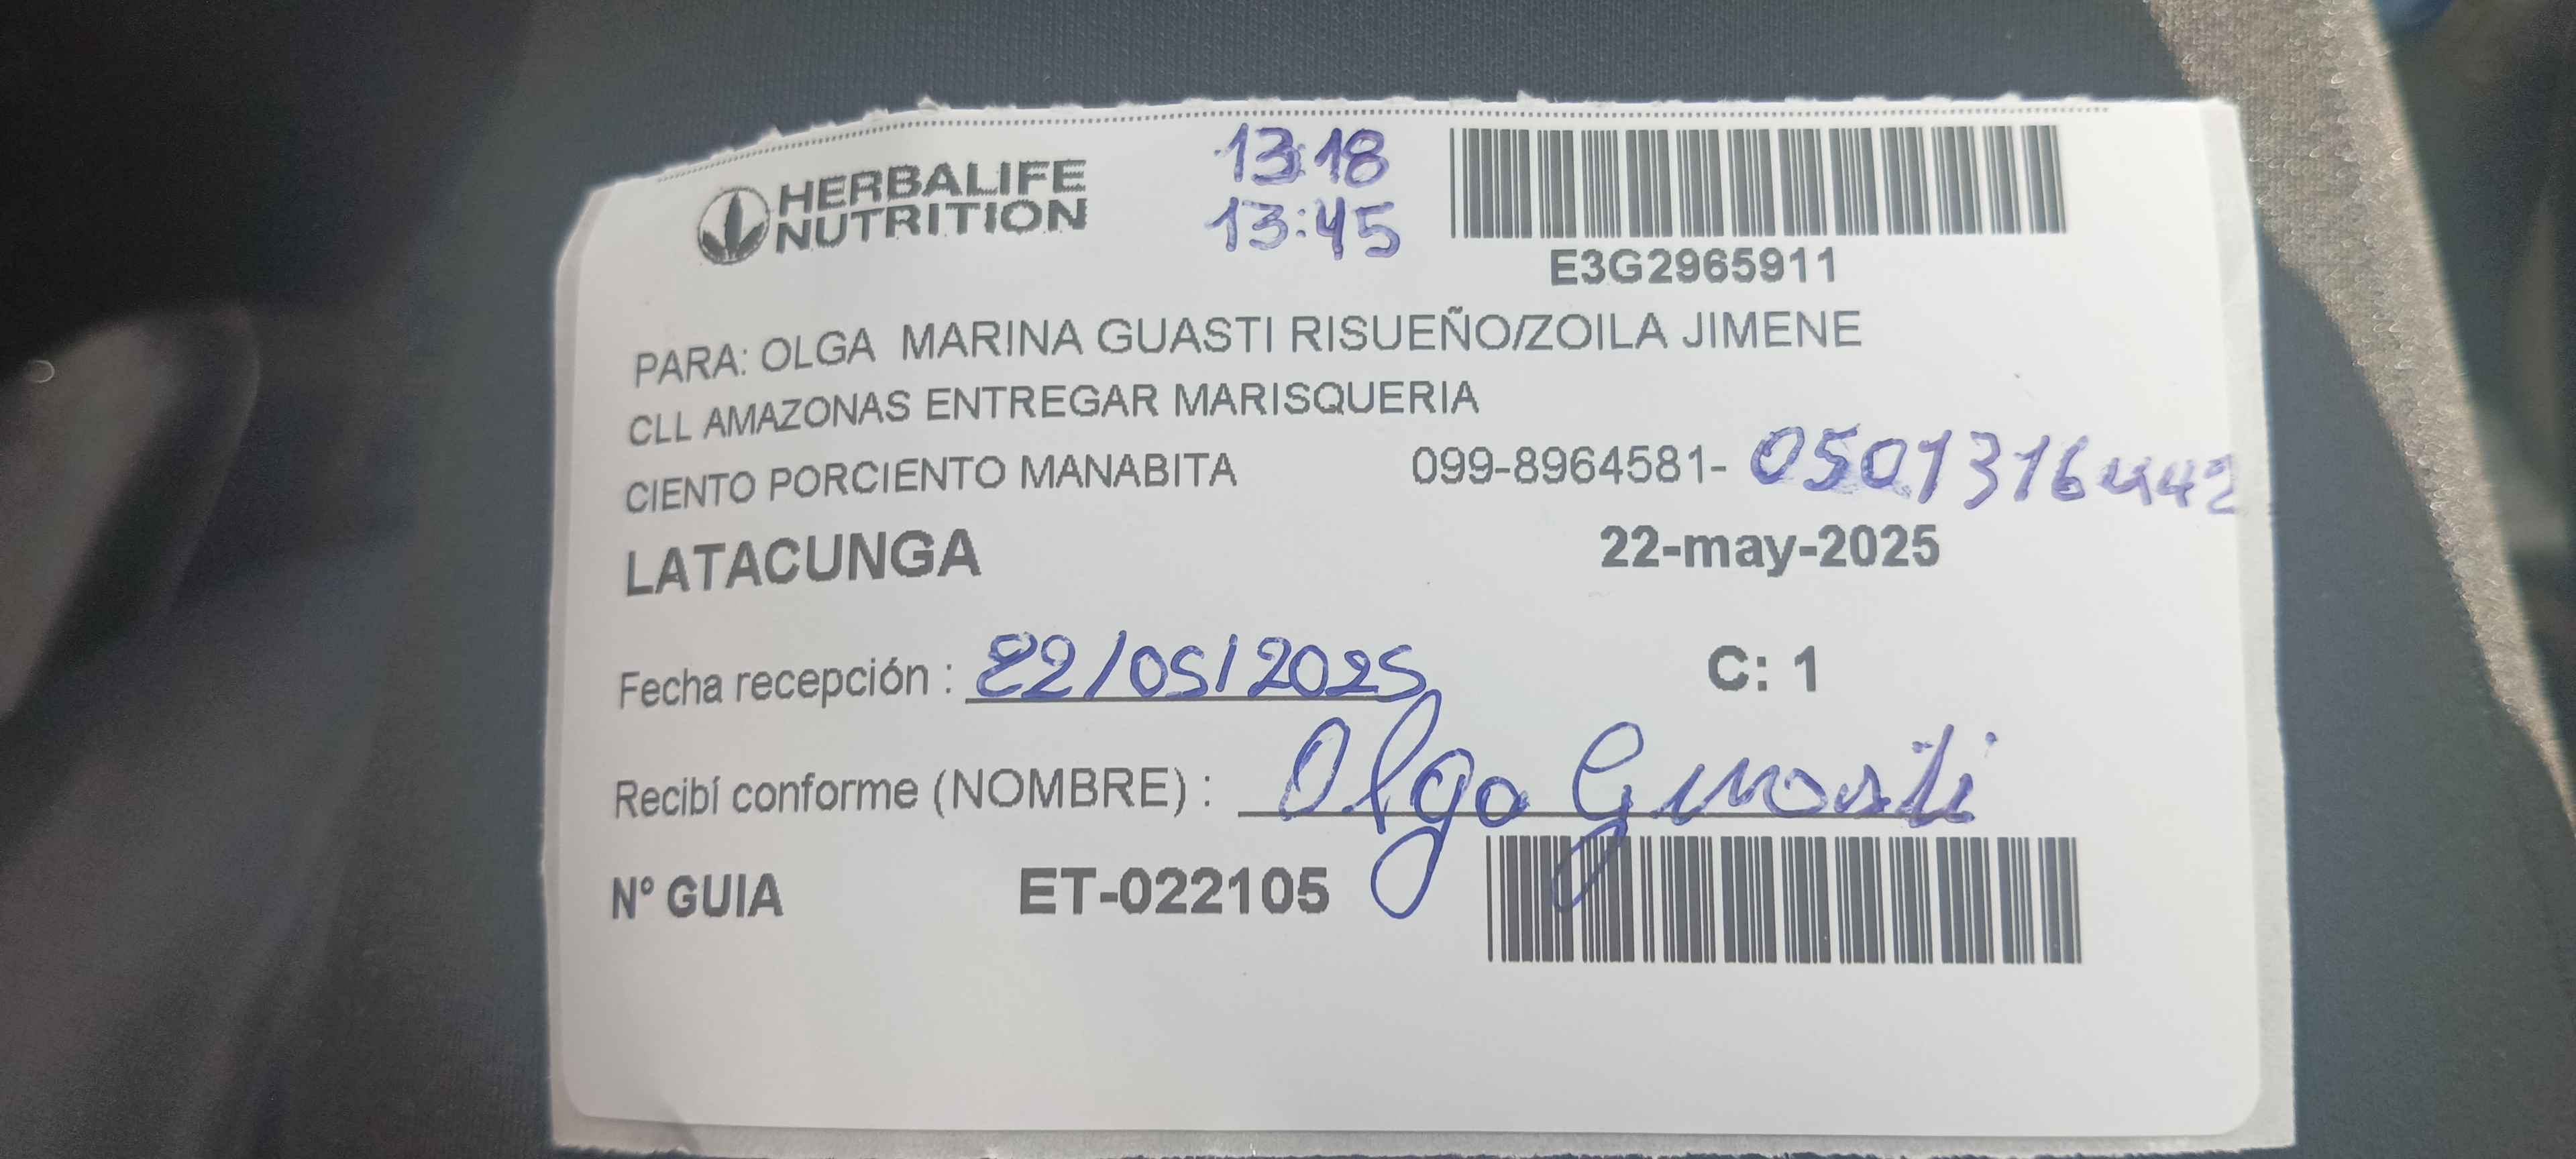 HERBALIFE
NUTRITION
13:18
13:45
E3G2965911
PARA: OLGA MARINA GUASTI RISUEÑO/ZOILA JIMENE
CLL AMAZONAS ENTREGAR MARISQUERIA
CIENTO PORCIENTO MANABITA 099-8964581-
LATACUNGA 22-may-2025
Fecha recepción : 22/05/2025 C: 1
Recibí conforme (NOMBRE) : Olga Guasti
Nº GUIA ET-022105